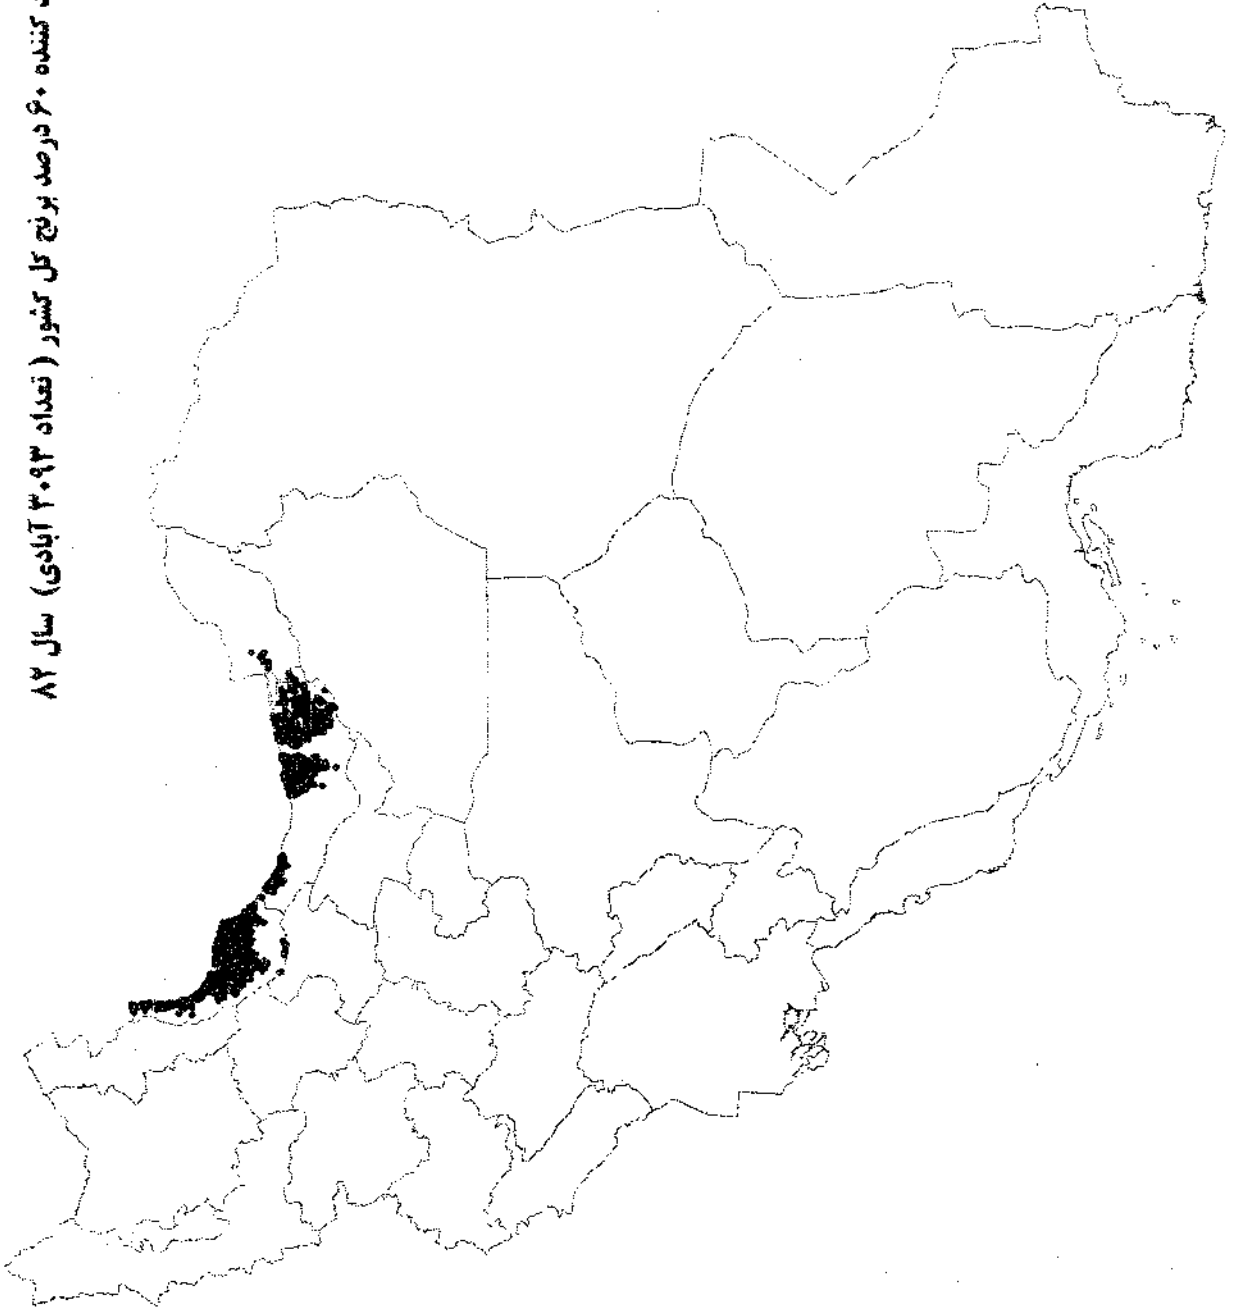 کننده ۶۰ درصد برنج کل کشور ( تعداد ۳۰۹۳ آبادی) سال ۸۲